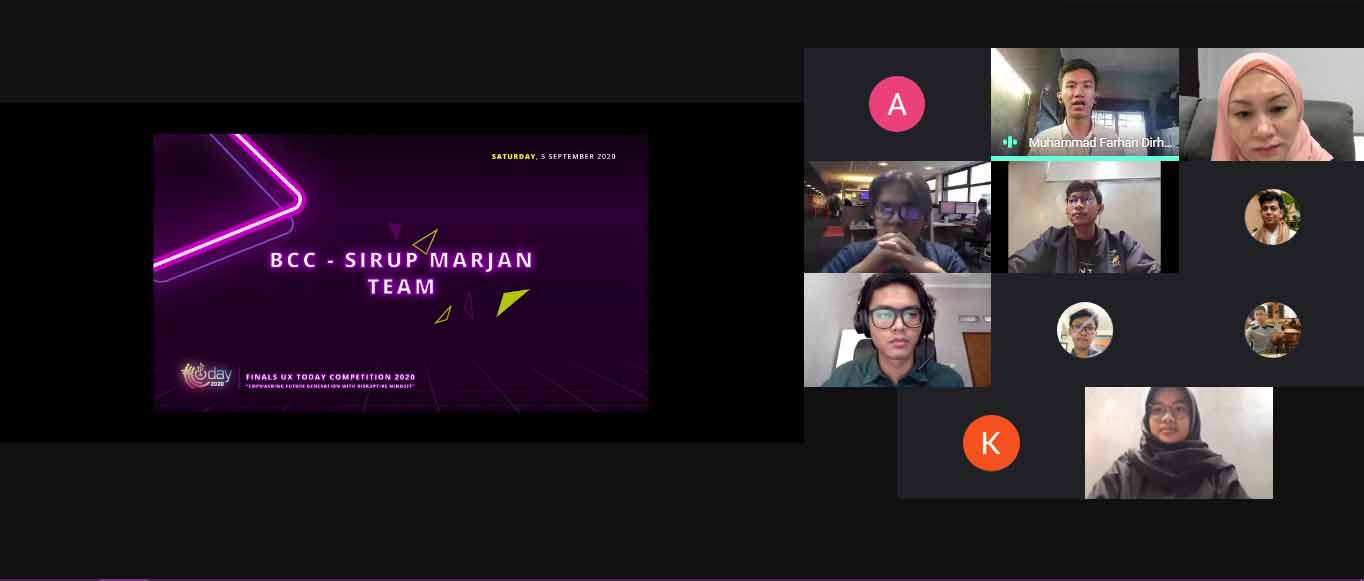 SATURDAY, 5 SEPTEMBER 2020
BCC - SIRUP MARJAN
TEAM
day
2020
FINALS UX TODAY COMPETITION 2020
"EMPOWERING FUTURE GENERATION WITH DISRUPTIVE MINDSET"
A
Muhammad Farhan Dirh...
K